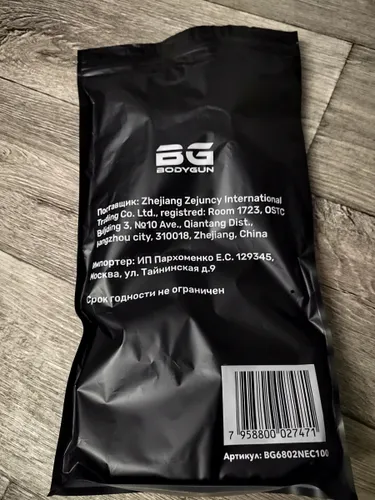 BG
BODYGUN
Поставщик: Zhejiang Zejuncy International
Trading Co. Ltd., registred: Room 1723, OSTC
Building 3, №10 Ave., Qiantang Dist.,
Hangzhou city, 310018, Zhejiang, China
Импортер: ИП Пархоменко Е.С. 129345,
Москва, ул. Тайнинская д.9
Срок годности не ограничен
7 958800 027471
Артикул: BG6802NEC100